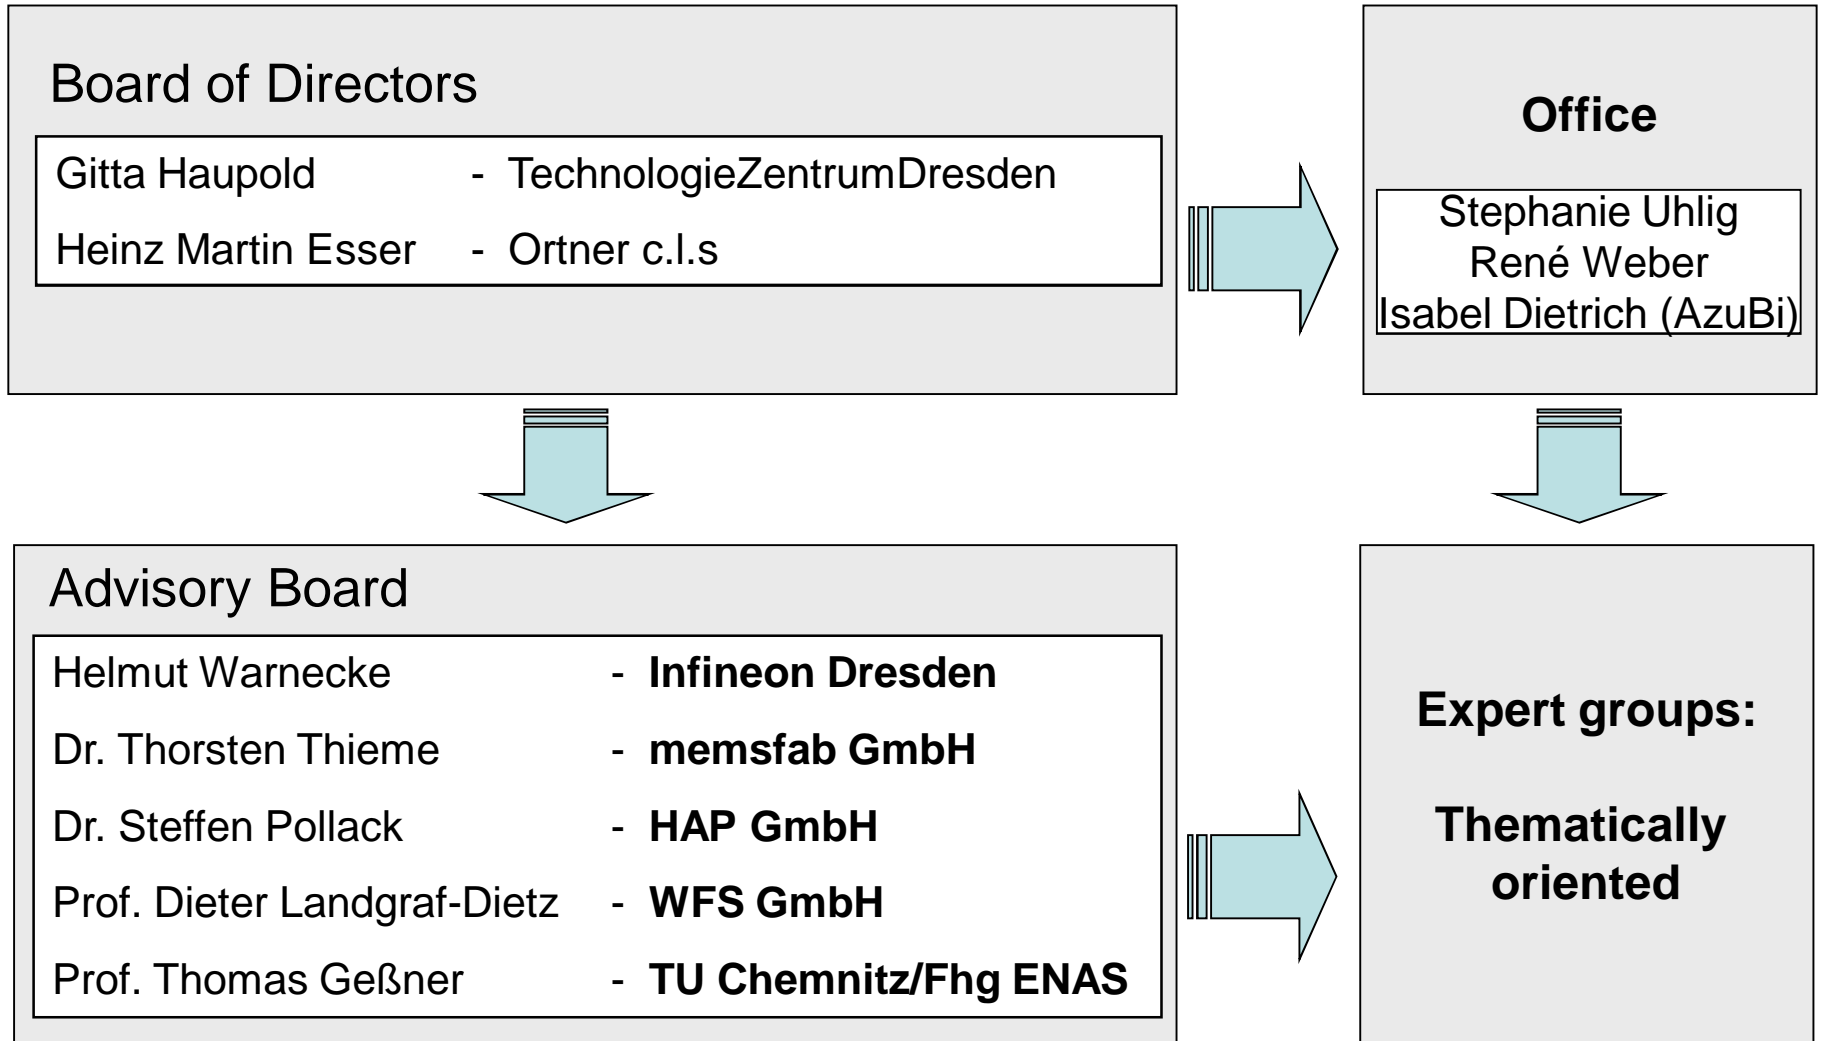 Board of Directors
Gitta Haupold - TechnologieZentrumDresden
Heinz Martin Esser - Ortner c.l.s
Office
Stephanie Uhlig
René Weber
Isabel Dietrich (AzuBi)
Advisory Board
Helmut Warnecke - Infineon Dresden
Dr. Thorsten Thieme - memsfab GmbH
Dr. Steffen Pollack - HAP GmbH
Prof. Dieter Landgraf-Dietz - WFS GmbH
Prof. Thomas Geßner - TU Chemnitz/Fhg ENAS
Expert groups:
Thematically
oriented